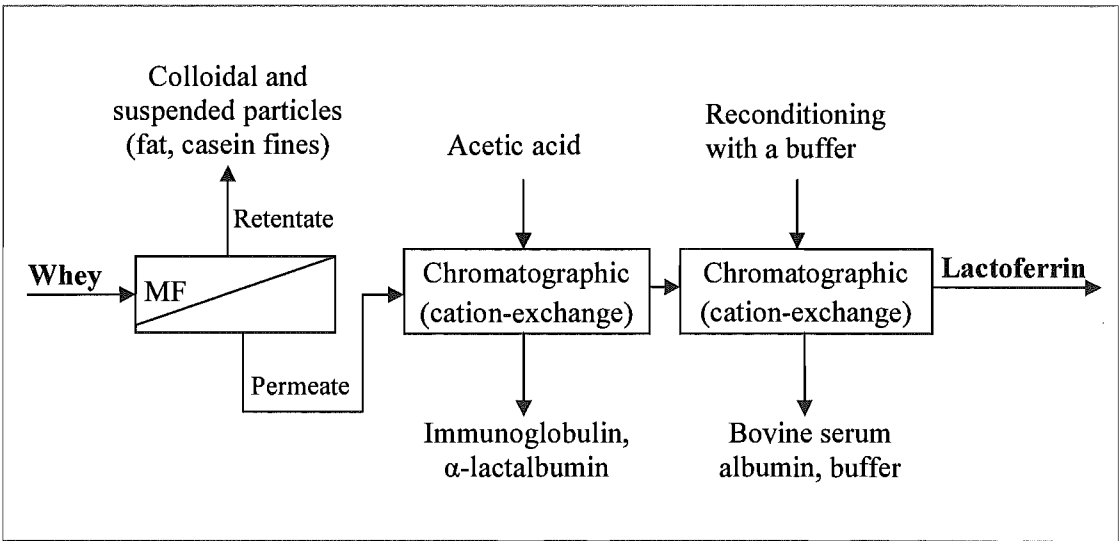 Colloidal and
suspended particles
(fat, casein fines)
Retentate
Whey
MF
Permeate
Acetic acid
Chromatographic
(cation-exchange)
Immunoglobulin,
α-lactalbumin
Reconditioning
with a buffer
Chromatographic
(cation-exchange)
Bovine serum
albumin, buffer
Lactoferrin